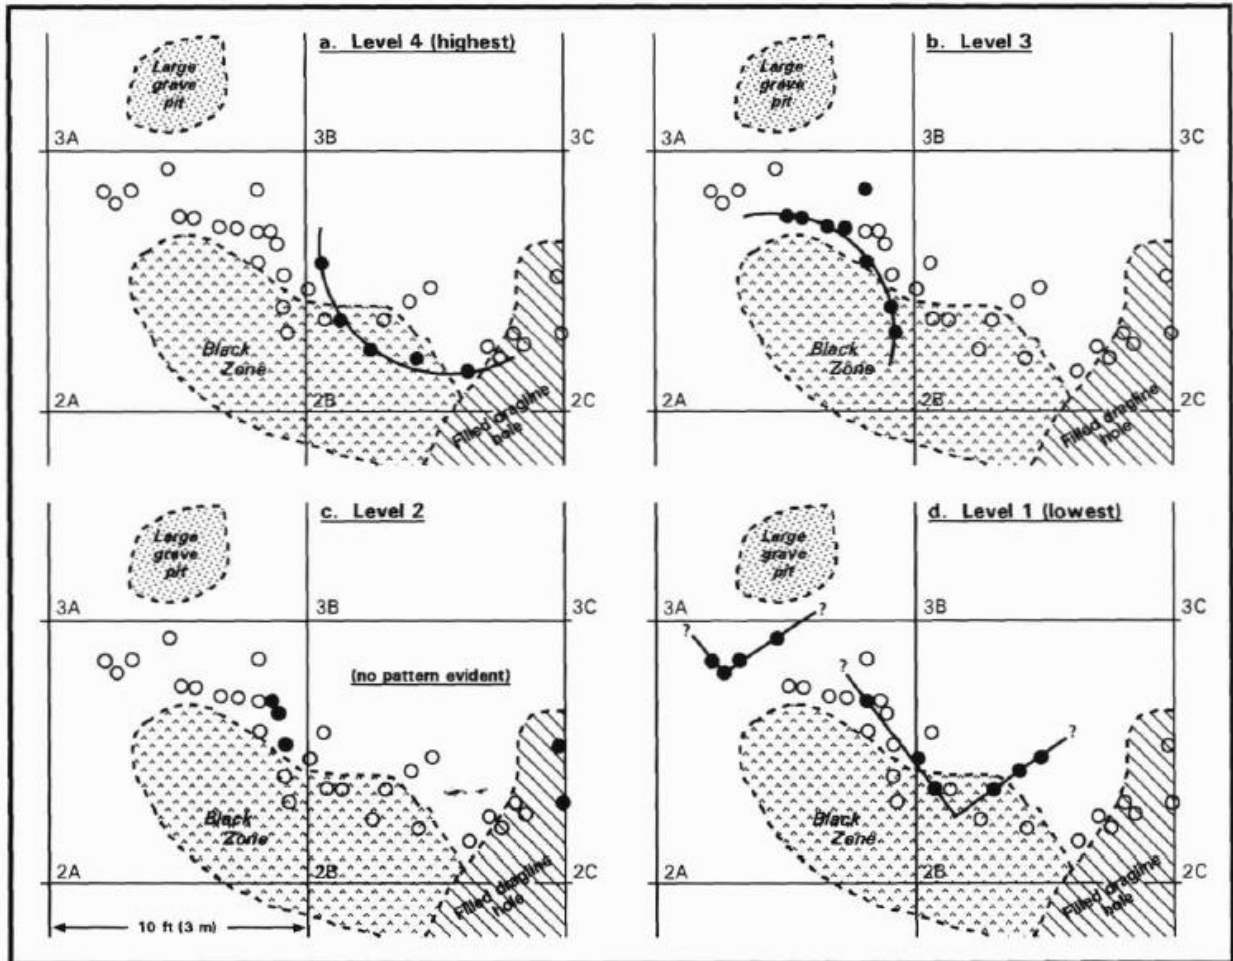 a. Level 4 (highest)
Large
grave
pit
3A
3B
3C
Black
Zone
2A
2B
2C
Filled dragline
hole
b. Level 3
Large
grave
pit
3A
3B
3C
Black
Zone
2A
2B
2C
Filled dragline
hole
c. Level 2
Large
grave
pit
3A
3B
3C
(no pattern evident)
Black
Zone
2A
2B
2C
Filled dragline
hole
10 ft (3 m)
d. Level 1 (lowest)
Large
grave
pit
3A
3B
3C
?
?
?
?
Black
Zone
2A
2B
2C
Filled dragline
hole